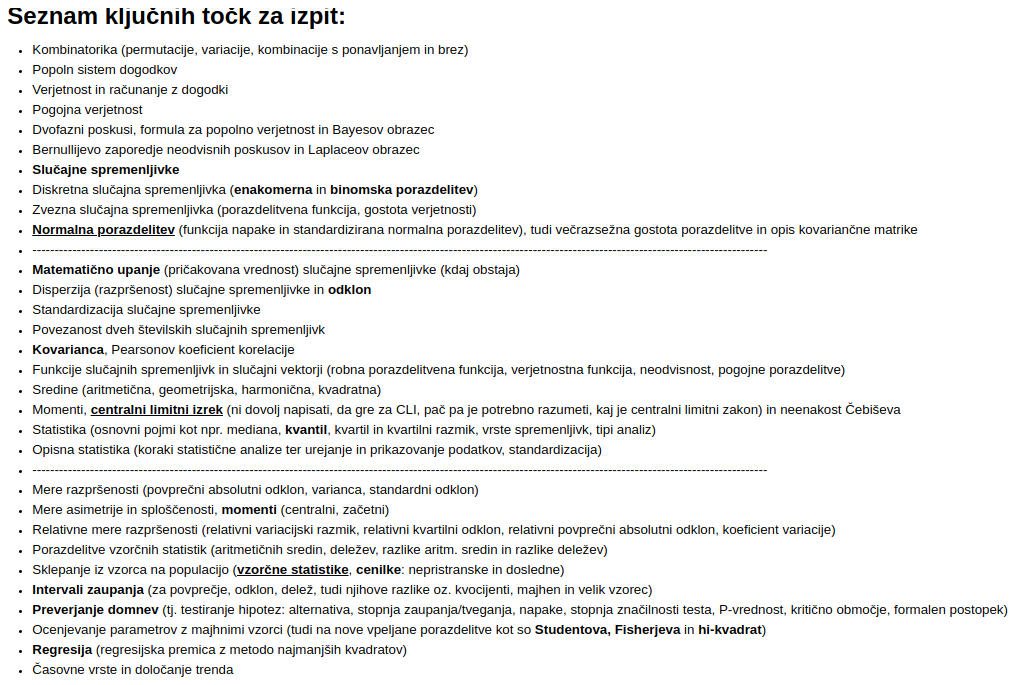 Seznam ključnih točk za izpit:
Kombinatorika (permutacije, variacije, kombinacije s ponavljanjem in brez)
Popoln sistem dogodkov
Verjetnost in računanje z dogodki
Pogojna verjetnost
Dvofazni poskusi, formula za popolno verjetnost in Bayesov obrazec
Bernullijevo zaporedje neodvisnih poskusov in Laplaceov obrazec
Slučajne spremenljivke
Diskretna slučajna spremenljivka (enakomerna in binomska porazdelitev)
Zvezna slučajna spremenljivka (porazdelitvena funkcija, gostota verjetnosti)
Normalna porazdelitev (funkcija napake in standardizirana normalna porazdelitev), tudi večrazsežna gostota porazdelitve in opis kovariančne matrike
-----------------------------------------------------------------------------------------------------------------------------------------------------------------------
Matematično upanje (pričakovana vrednost) slučajne spremenljivke (kdaj obstaja)
Disperzija (razpršenost) slučajne spremenljivke in odklon
Standardizacija slučajne spremenljivke
Povezanost dveh številskih slučajnih spremenljivk
Kovarianca, Pearsonov koeficient korelacije
Funkcije slučajnih spremenljivk in slučajni vektorji (robna porazdelitvena funkcija, verjetnostna funkcija, neodvisnost, pogojne porazdelitve)
Sredine (aritmetična, geometrijska, harmonična, kvadratna)
Momenti, centralni limitni izrek (ni dovolj napisati, da gre za CLI, pač pa je potrebno razumeti, kaj je centralni limitni zakon) in neenakost Čebiševa
Statistika (osnovni pojmi kot npr. mediana, kvantil, kvartil in kvartilni razmik, vrste spremenljivk, tipi analiz)
Opisna statistika (koraki statistične analize ter urejanje in prikazovanje podatkov, standardizacija)
-----------------------------------------------------------------------------------------------------------------------------------------------------------------------
Mere razpršenosti (povprečni absolutni odklon, varianca, standardni odklon)
Mere asimetrije in sploščenosti, momenti (centralni, začetni)
Relativne mere razpršenosti (relativni variacijski razmik, relativni kvartilni odklon, relativni povprečni absolutni odklon, koeficient variacije)
Porazdelitve vzorčnih statistik (aritmetičnih sredin, deležev, razlike aritm. sredin in razlike deležev)
Sklepanje iz vzorca na populacijo (vzorčne statistike, cenilke: nepristranske in dosledne)
Intervali zaupanja (za povprečje, odklon, delež, tudi njihove razlike oz. kvocijenti, majhen in velik vzorec)
Preverjanje domnev (tj. testiranje hipotez: alternativa, stopnja zaupanja/tveganja, napake, stopnja značilnosti testa, P-vrednost, kritično območje, formalen postopek)
Ocenjevanje parametrov z majhnimi vzorci (tudi na nove vpeljane porazdelitve kot so Studentova, Fisherjeva in hi-kvadrat)
Regresija (regresijska premica z metodo najmanjših kvadratov)
Časovne vrste in določanje trenda